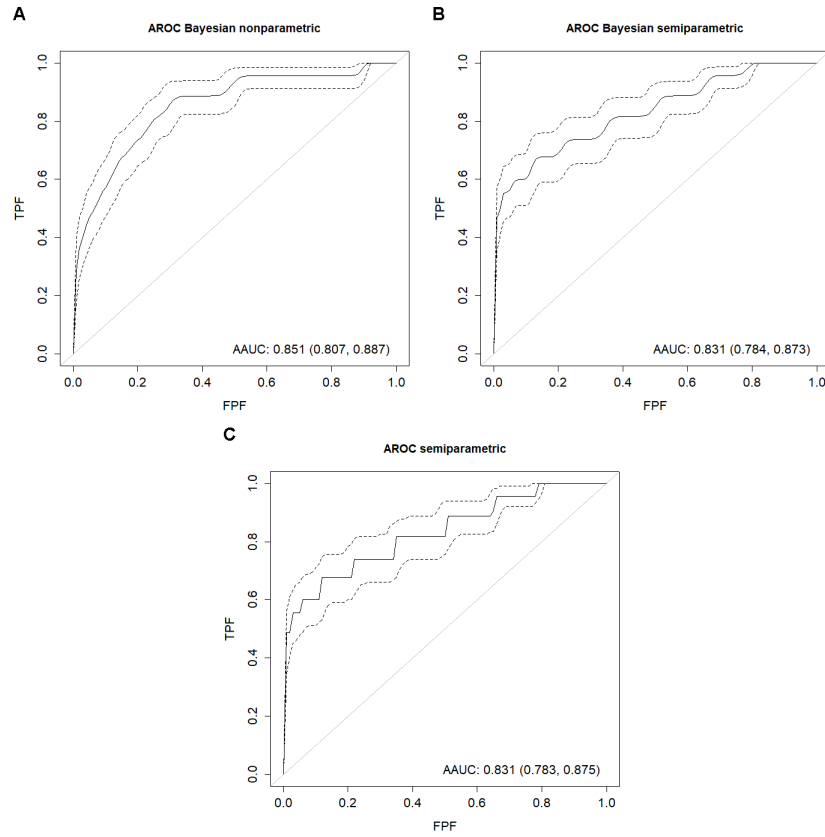 A
AROC Bayesian nonparametric
TPF
1.0
0.8
0.6
0.4
0.2
0.0
AAUC: 0.851 (0.807, 0.887)
0.0 0.2 0.4 0.6 0.8 1.0
FPF
B
AROC Bayesian semiparametric
TPF
1.0
0.8
0.6
0.4
0.2
0.0
AAUC: 0.831 (0.784, 0.873)
0.0 0.2 0.4 0.6 0.8 1.0
FPF
C
AROC semiparametric
TPF
1.0
0.8
0.6
0.4
0.2
0.0
AAUC: 0.831 (0.783, 0.875)
0.0 0.2 0.4 0.6 0.8 1.0
FPF